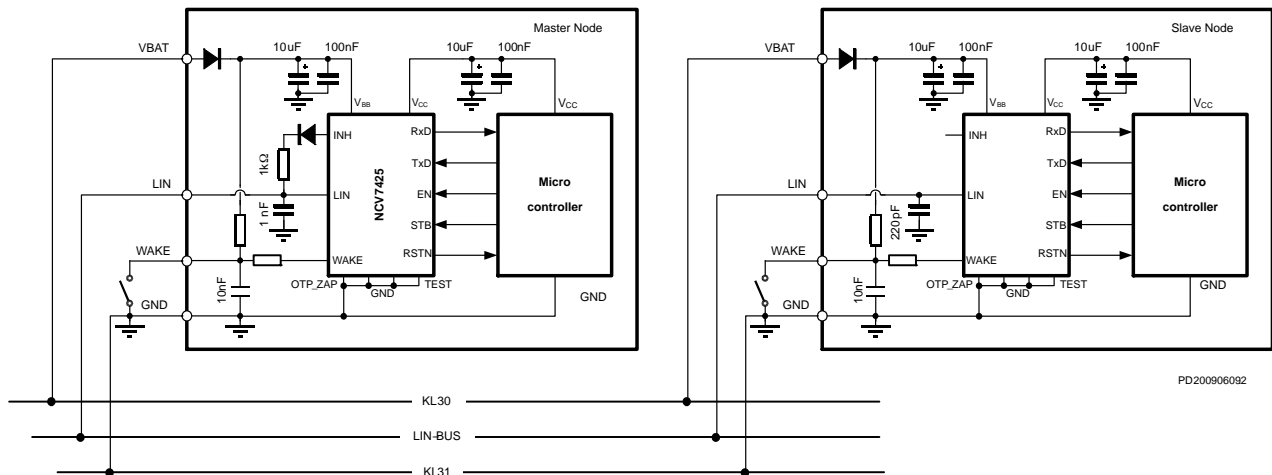 Master Node
VBAT
10uF
100nF
10uF
100nF
+
+
VBB
VCC
VCC
INH
RxD
1kΩ
TxD
NCV7425
Micro
controller
LIN
LIN
EN
1nF
STB
WAKE
WAKE
RSTN
OTP_ZAP
GND
TEST
10nF
GND
GND
Slave Node
VBAT
10uF
100nF
10uF
100nF
+
+
VBB
VCC
VCC
INH
RxD
TxD
Micro
controller
LIN
LIN
EN
220pF
STB
WAKE
WAKE
RSTN
OTP_ZAP
GND
TEST
10nF
GND
GND
PD200906092
KL30
LIN-BUS
KL31